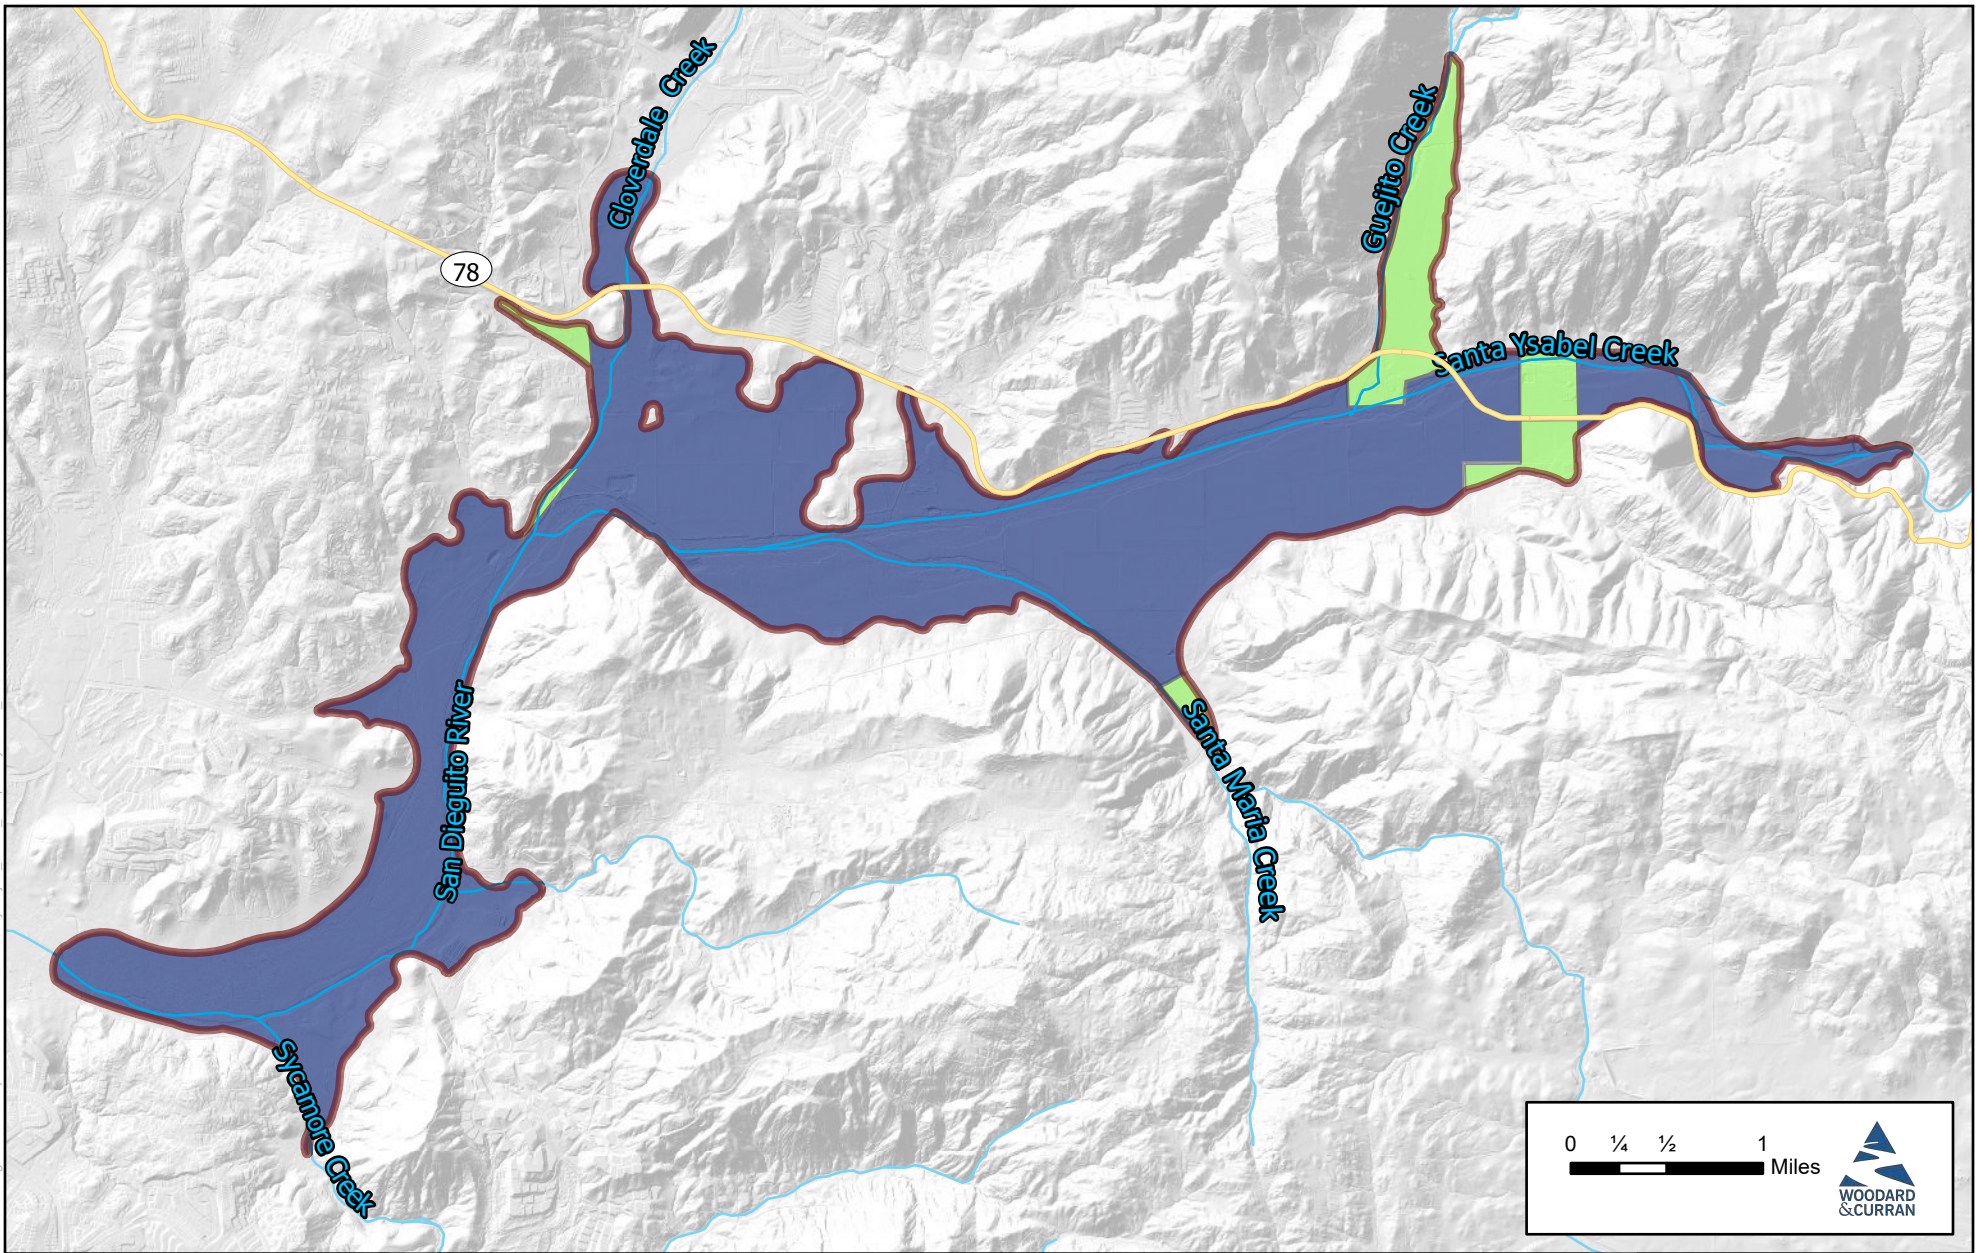 Cloverdale Creek
Guejito Creek
78
Santa Ysabel Creek
San Dieguito River
Santa Maria Creek
Sycamore Creek
0 ¼ ½ 1
Miles
WOODARD
&CURRAN